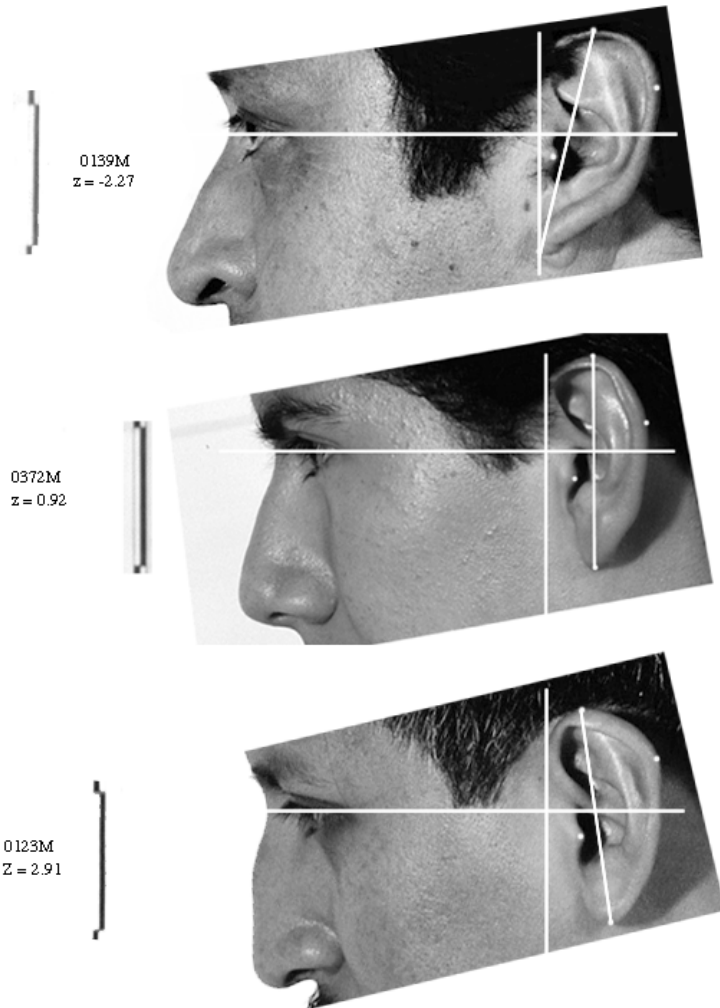 0139M
z = -2.27
0372M
z = 0.92
0123M
Z = 2.91